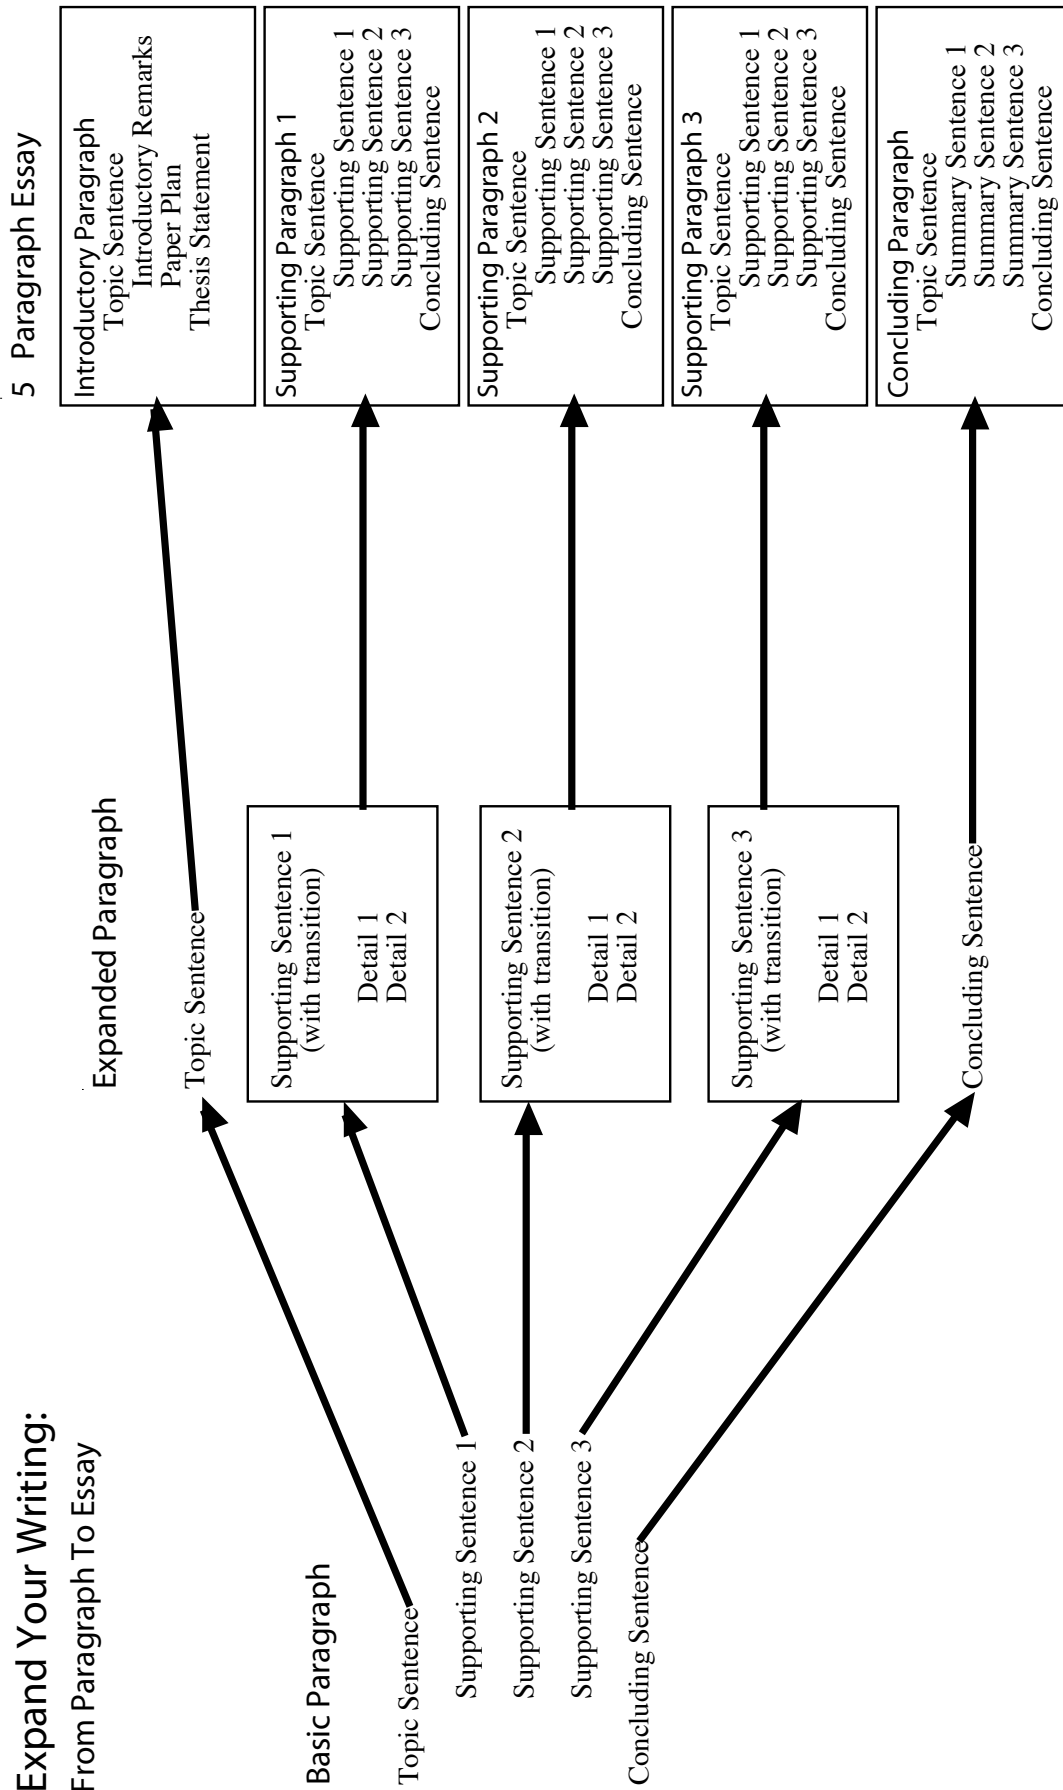 Expand Your Writing:
From Paragraph To Essay
Basic Paragraph
Topic Sentence
Supporting Sentence 1
Supporting Sentence 2
Supporting Sentence 3
Concluding Sentence
Expanded Paragraph
Topic Sentence
Supporting Sentence 1
(with transition)
Detail 1
Detail 2
Supporting Sentence 2
(with transition)
Detail 1
Detail 2
Supporting Sentence 3
(with transition)
Detail 1
Detail 2
Concluding Sentence
5 Paragraph Essay
Introductory Paragraph
Topic Sentence
Introductory Remarks
Paper Plan
Thesis Statement
Supporting Paragraph 1
Topic Sentence
Supporting Sentence 1
Supporting Sentence 2
Supporting Sentence 3
Concluding Sentence
Supporting Paragraph 2
Topic Sentence
Supporting Sentence 1
Supporting Sentence 2
Supporting Sentence 3
Concluding Sentence
Supporting Paragraph 3
Topic Sentence
Supporting Sentence 1
Supporting Sentence 2
Supporting Sentence 3
Concluding Sentence
Concluding Paragraph
Topic Sentence
Summary Sentence 1
Summary Sentence 2
Summary Sentence 3
Concluding Sentence